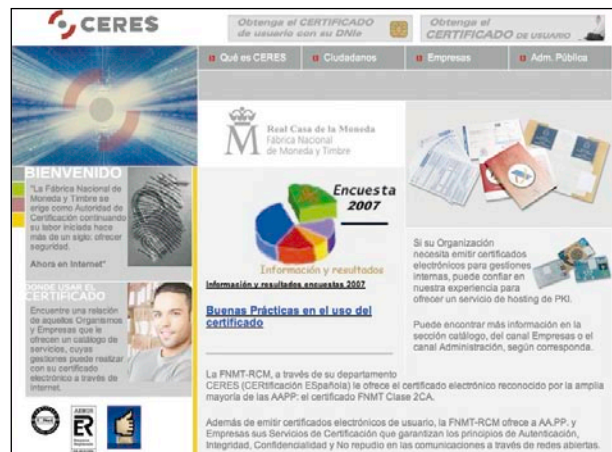 CERES
Obtenga el CERTIFICADO
de usuario con su DNIe
Obtenga el
CERTIFICADO DE USUARIO
Qué es CERES
Ciudadanos
Empresas
Adm. Pública
Real Casa de la Moneda
Fábrica Nacional
de Moneda y Timbre
BIENVENIDO
"La Fábrica Nacional de
Moneda y Timbre se
erige como Autoridad de
Certificación continuando
su labor iniciada hace
más de un siglo: ofrecer
seguridad.
Ahora en Internet"
DONDE USAR EL
CERTIFICADO
Encuentre una relación
de aquellos Organismos
y Empresas que le
ofrecen un catálogo de
servicios, cuyas
gestiones puede realizar
con su certificado
electrónico a través de
Internet.
AENOR
ER
Encuesta
2007
Información y resultados
Información y resultados encuestas 2007
Buenas Prácticas en el uso del
certificado
Si su Organización
necesita emitir certificados
electrónicos para gestiones
internas, puede confiar en
nuestra experiencia para
ofrecer un servicio de hosting de PKI.
Puede encontrar más información en la
sección catálogo, del canal Empresas o el
canal Administración, según corresponda.
La FNMT-RCM, a través de su departamento
CERES (CERtificación ESpañola) le ofrece el certificado electrónico reconocido por la amplia
mayoría de las AAPP: el certificado FNMT Clase 2CA.
Además de emitir certificados electrónicos de usuario, la FNMT-RCM ofrece a AA.PP. y
Empresas sus Servicios de Certificación que garantizan los principios de Autenticación,
Integridad, Confidencialidad y No repudio en las comunicaciones a través de redes abiertas.